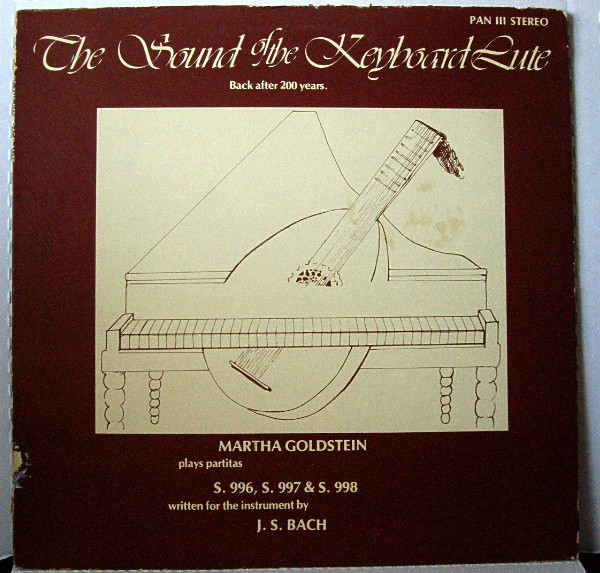 PAN III STEREO
The Sound of the Keyboard Lute
Back after 200 years.
MARTHA GOLDSTEIN
plays partitas
S. 996, S. 997 & S. 998
written for the instrument by
J. S. BACH